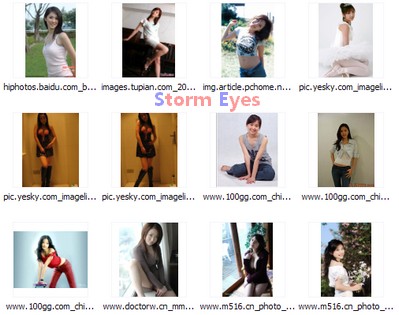 hiphotos.baidu.com_b... images.tupian.com_20... img.article.pchome.n... pic.yesky.com_imageli...
Storm Eyes
pic.yesky.com_imageli... pic.yesky.com_imageli... www.100gg.com_chi... www.100gg.com_chi...
www.100gg.com_chi... www.doctorw.cn_mm... www.m516.cn_photo_... www.m516.cn_photo_...